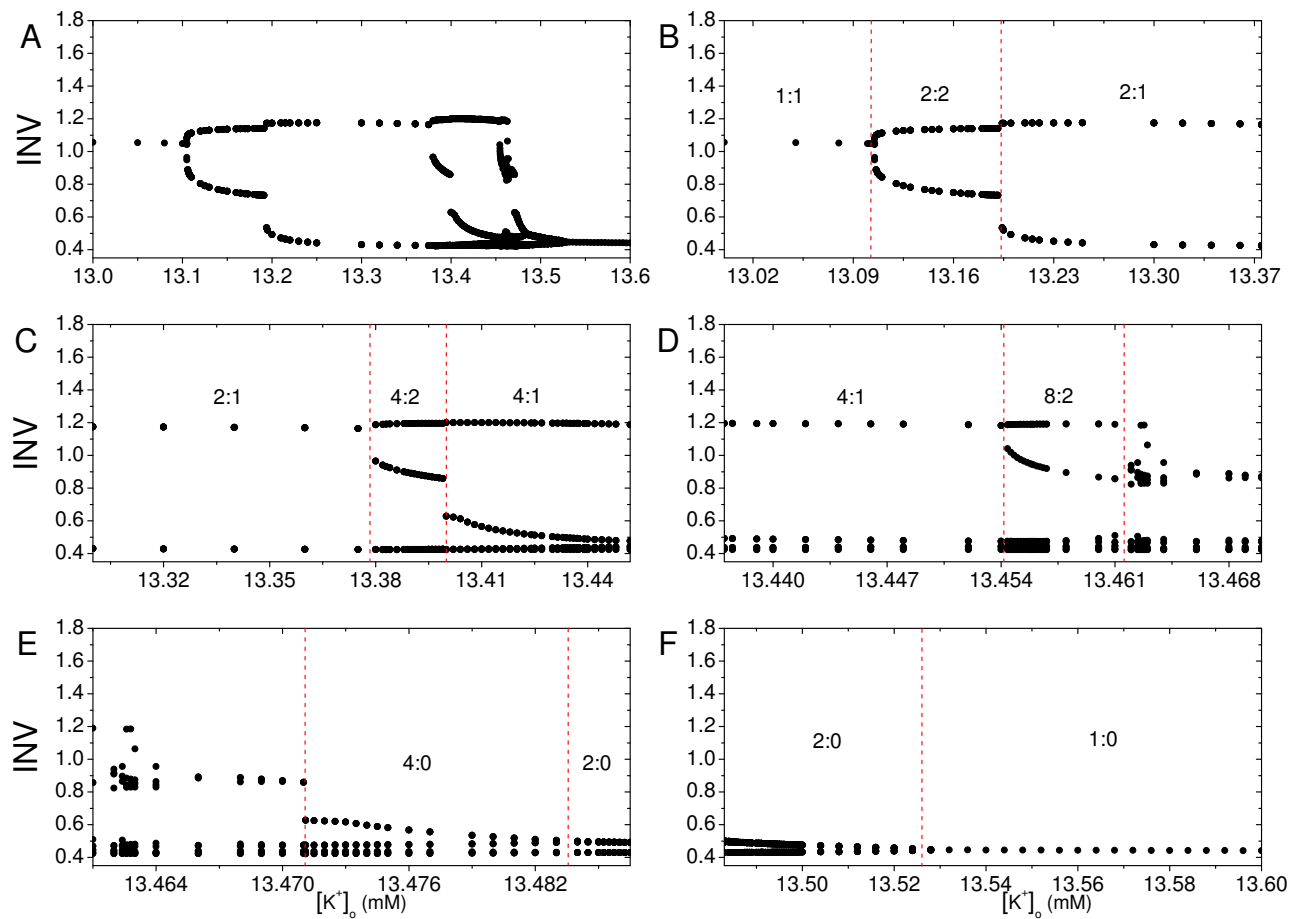 A
INV
1.8
1.6
1.4
1.2
1.0
0.8
0.6
0.4
13.0 13.1 13.2 13.3 13.4 13.5 13.6
B
1.8
1.6
1.4
1.2
1.0
0.8
0.6
0.4
1:1 2:2 2:1
13.02 13.09 13.16 13.23 13.30 13.37
C
INV
1.8
1.6
1.4
1.2
1.0
0.8
0.6
0.4
2:1 4:2 4:1
13.32 13.35 13.38 13.41 13.44
D
1.8
1.6
1.4
1.2
1.0
0.8
0.6
0.4
4:1 8:2
13.440 13.447 13.454 13.461 13.468
E
INV
1.8
1.6
1.4
1.2
1.0
0.8
0.6
0.4
4:0 2:0
13.464 13.470 13.476 13.482
[K⁺]ₒ (mM)
F
1.8
1.6
1.4
1.2
1.0
0.8
0.6
0.4
2:0 1:0
13.50 13.52 13.54 13.56 13.58 13.60
[K⁺]ₒ (mM)